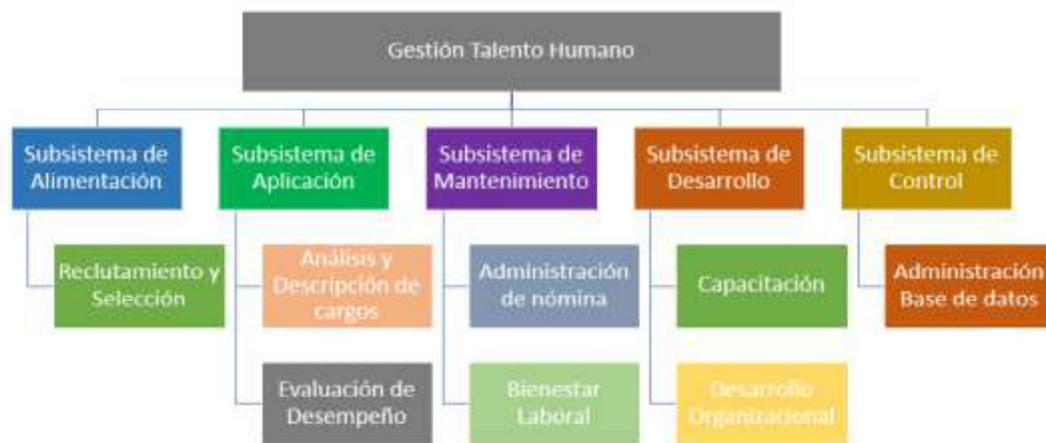 Gestión Talento Humano
Subsistema de
Alimentación
Subsistema de
Aplicación
Subsistema de
Mantenimiento
Subsistema de
Desarrollo
Subsistema de
Control
Reclutamiento y
Selección
Análisis y
Descripción de
cargos
Administración
de nómina
Capacitación
Administración
Base de datos
Evaluación de
Desempeño
Bienestar
Laboral
Desarrollo
Organizacional